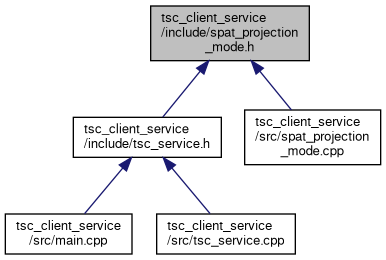 tsc_client_service
/include/spat_projection
_mode.h
tsc_client_service
/include/tsc_service.h
tsc_client_service
/src/spat_projection
_mode.cpp
tsc_client_service
/src/main.cpp
tsc_client_service
/src/tsc_service.cpp